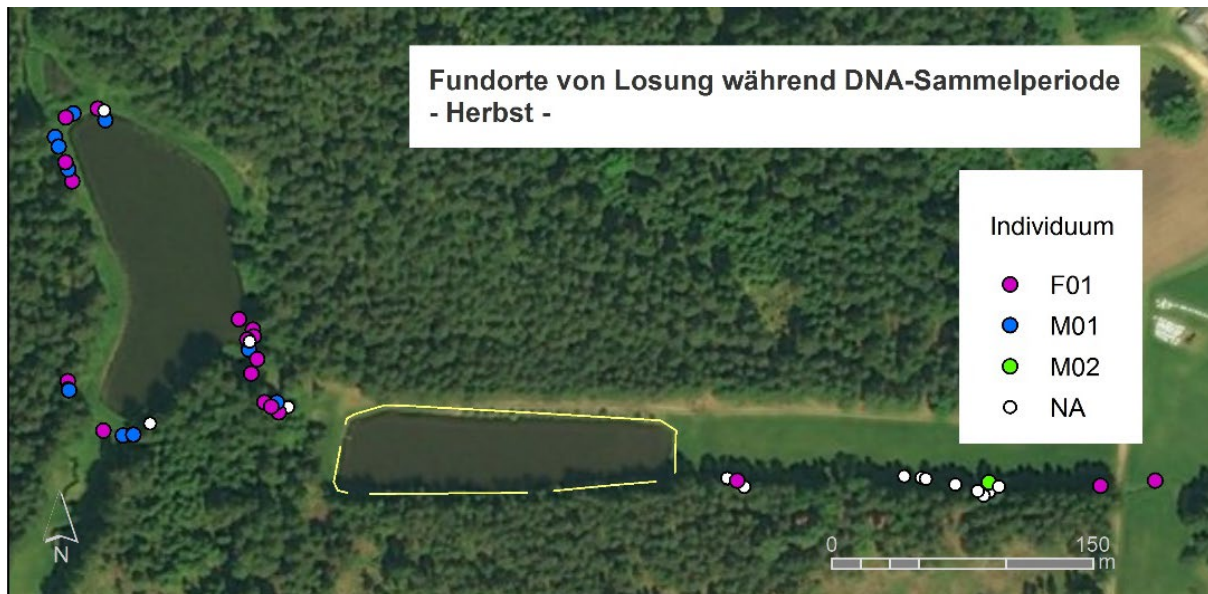 Fundorte von Losung während DNA-Sammelperiode
- Herbst -
Individuum
F01
M01
M02
NA
N
0 150
m